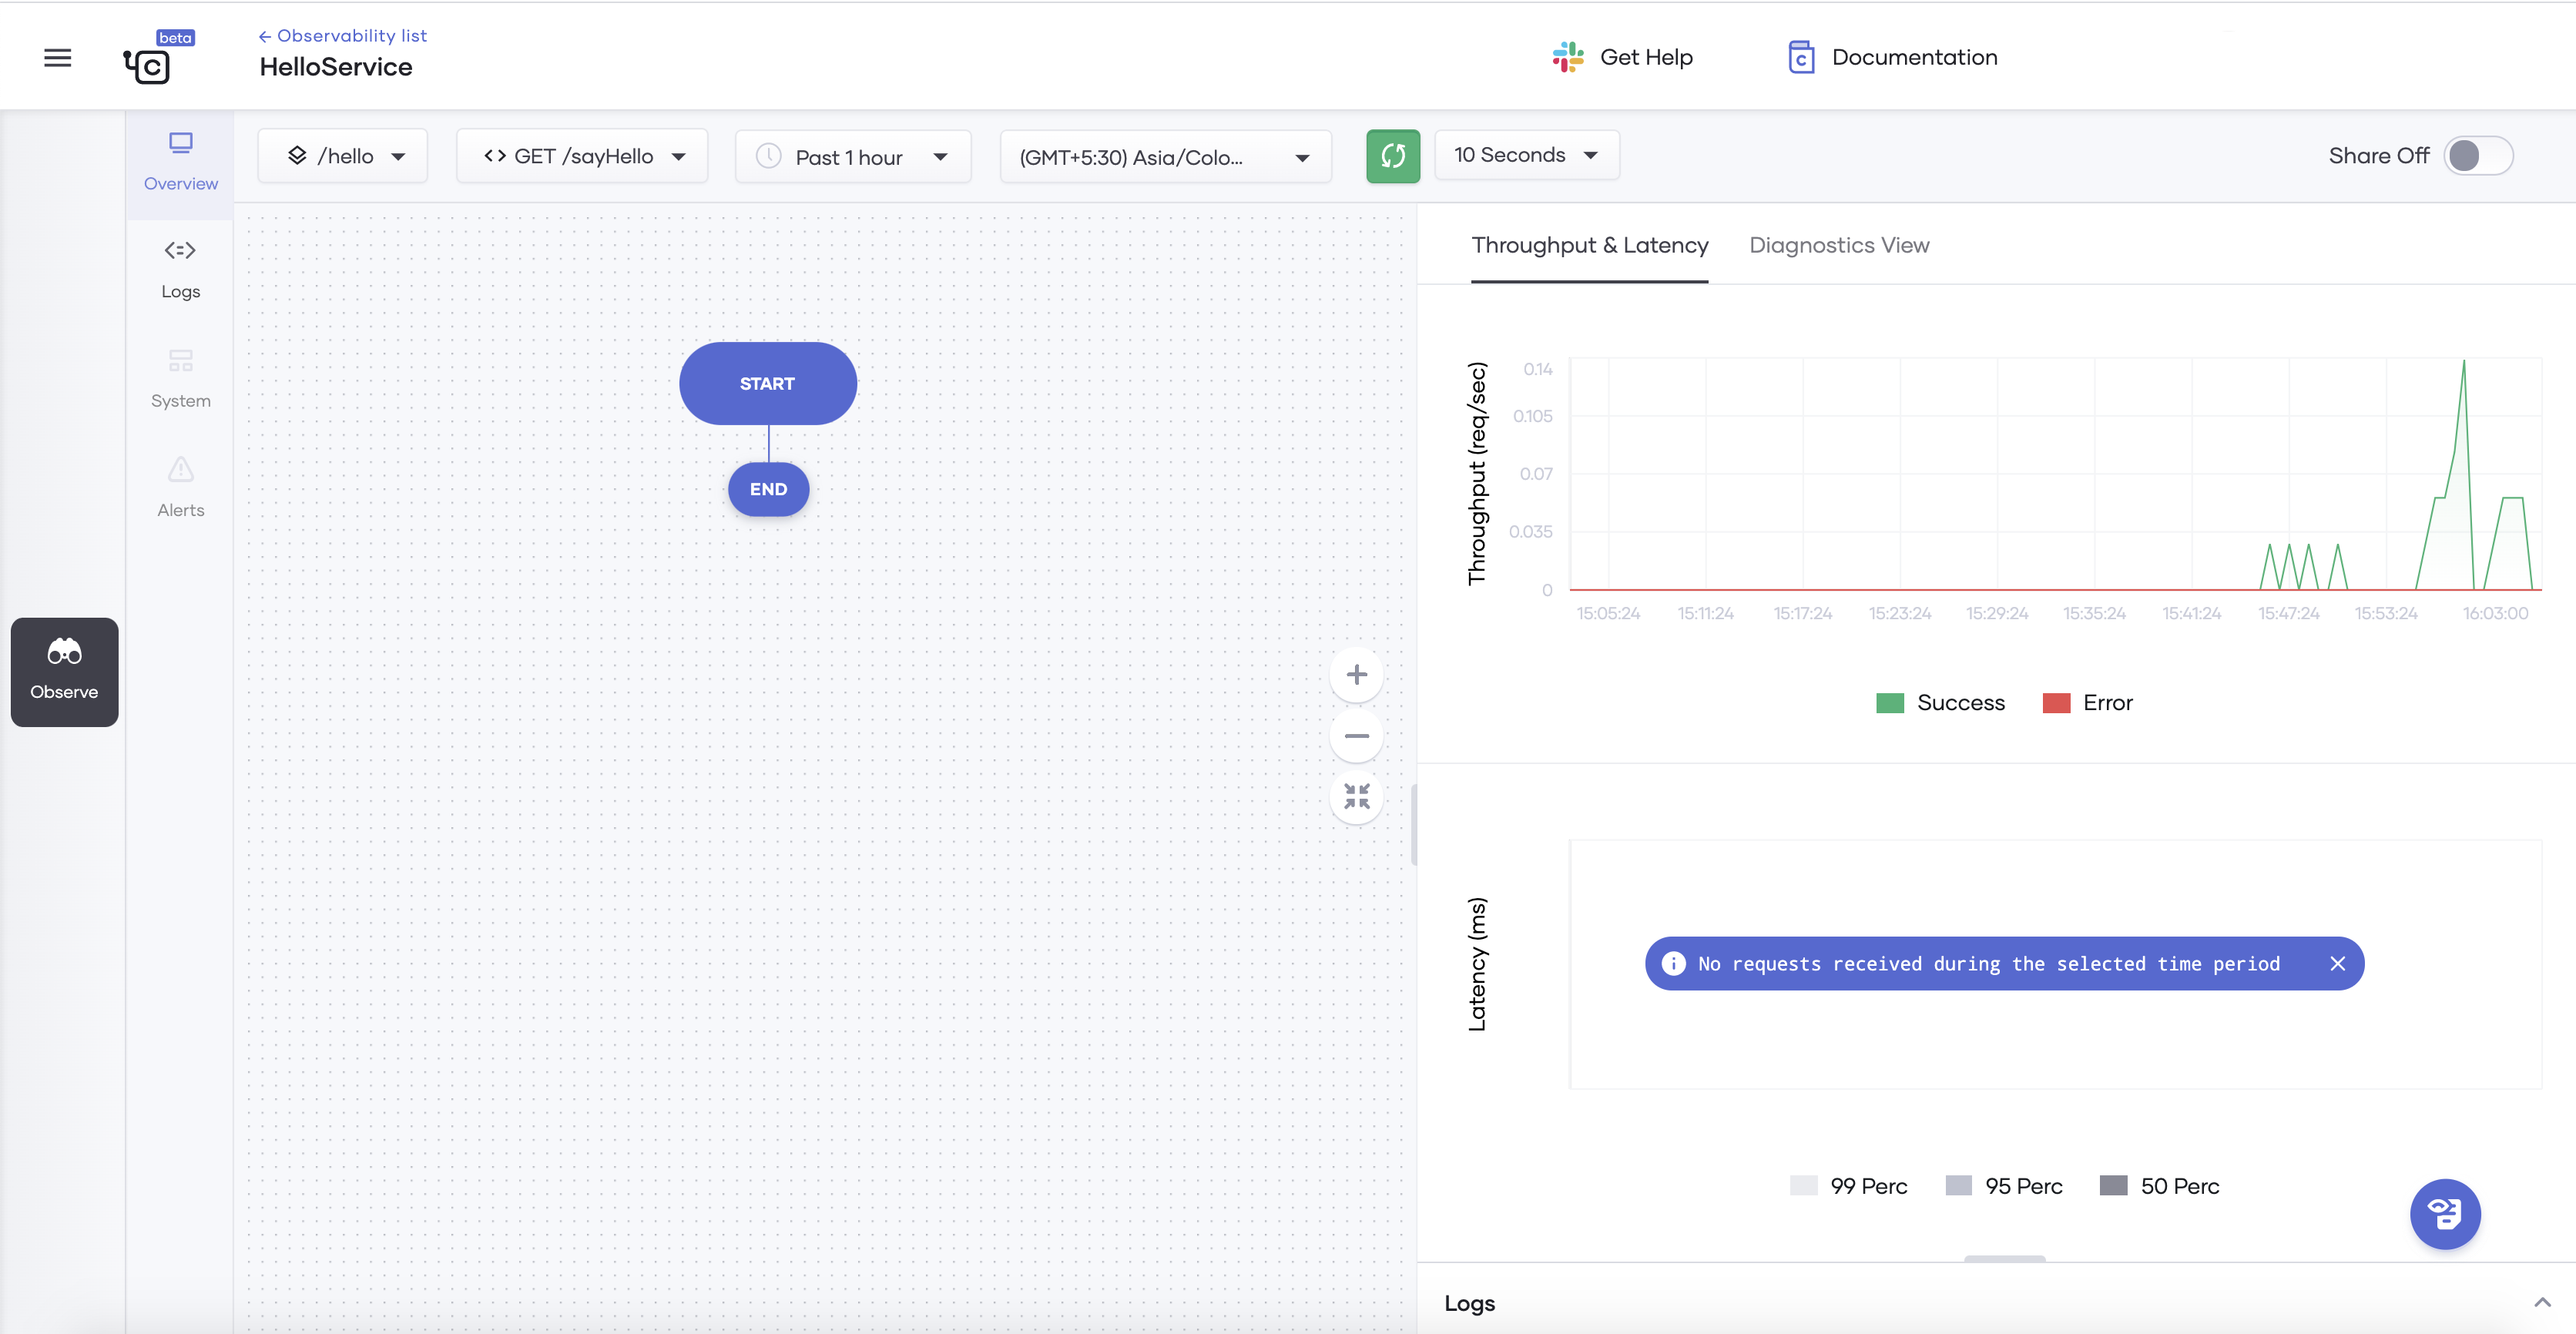 beta
C
← Observability list
HelloService
Get Help
C
Documentation
Overview
Logs
System
Alerts
Observe
/hello
<> GET /sayHello
Past 1 hour
(GMT+5:30) Asia/Colo...
10 Seconds
Share Off
START
END
Throughput & Latency
Diagnostics View
Throughput (req/sec)
0.14
0.105
0.07
0.035
0
15:05:24 15:11:24 15:17:24 15:23:24 15:29:24 15:35:24 15:41:24 15:47:24 15:53:24 16:03:00
Success Error
Latency (ms)
No requests received during the selected time period
99 Perc 95 Perc 50 Perc
Logs